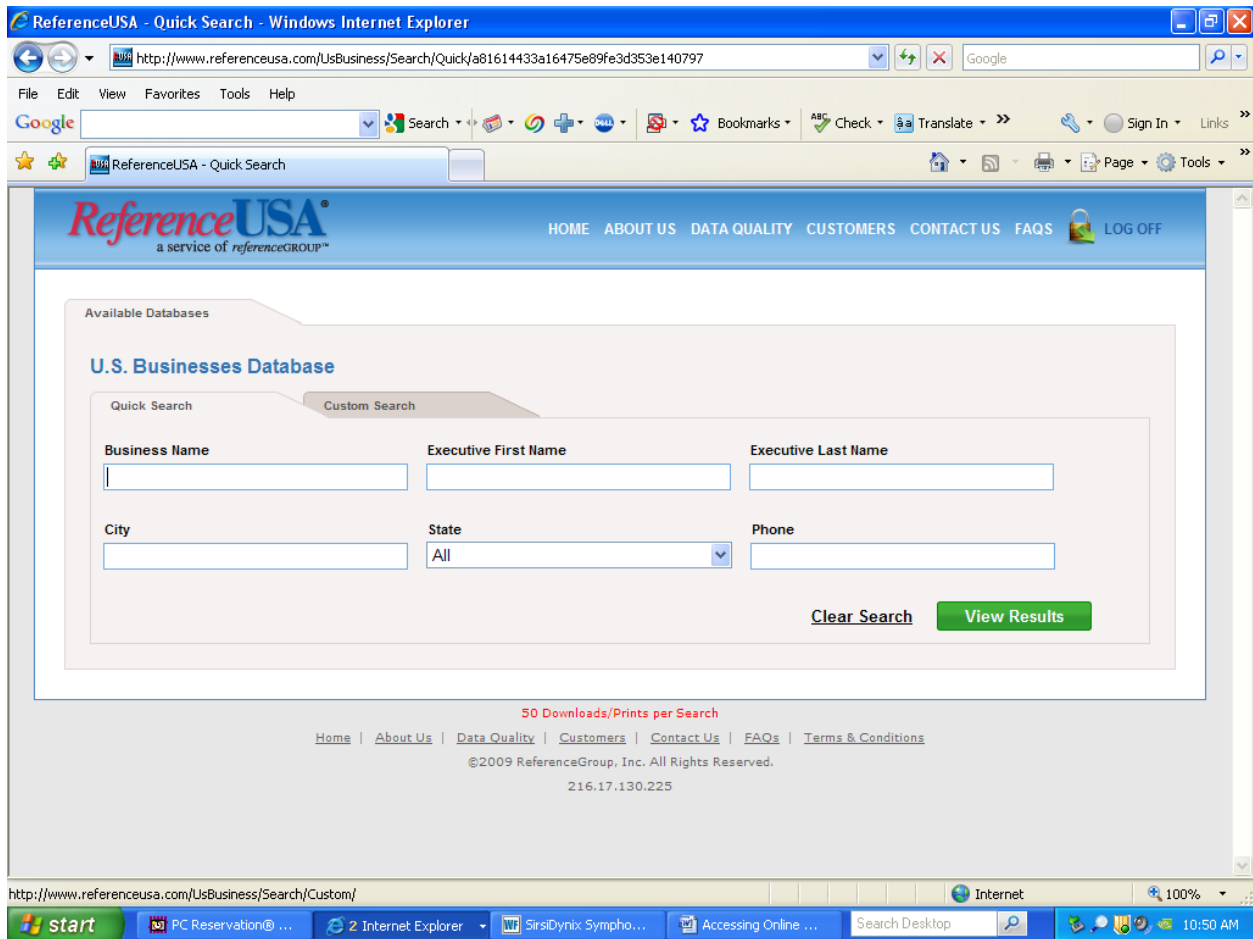 ReferenceUSA - Quick Search - Windows Internet Explorer
http://www.referenceusa.com/UsBusiness/Search/Quick/a81614433a16475e89fe3d353e140797 Google
File Edit View Favorites Tools Help
Google Search Bookmarks ABC Check Translate Sign In Links
ReferenceUSA - Quick Search Page Tools
ReferenceUSA
a service of referenceGROUP™
HOME ABOUT US DATA QUALITY CUSTOMERS CONTACT US FAQS LOG OFF
Available Databases
U.S. Businesses Database
Quick Search Custom Search
Business Name Executive First Name Executive Last Name
City State Phone
All
Clear Search View Results
50 Downloads/Prints per Search
Home | About Us | Data Quality | Customers | Contact Us | FAQs | Terms & Conditions
©2009 ReferenceGroup, Inc. All Rights Reserved.
216.17.130.225
http://www.referenceusa.com/UsBusiness/Search/Custom/ Internet 100%
start PC Reservation® ... 2 Internet Explorer SirsiDynix Sympho... Accessing Online ... Search Desktop 10:50 AM